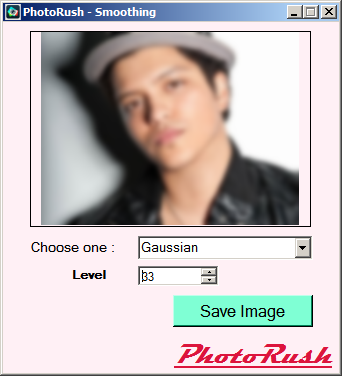 PhotoRush - Smoothing
Choose one : Gaussian
Level 33
Save Image
PhotoRush